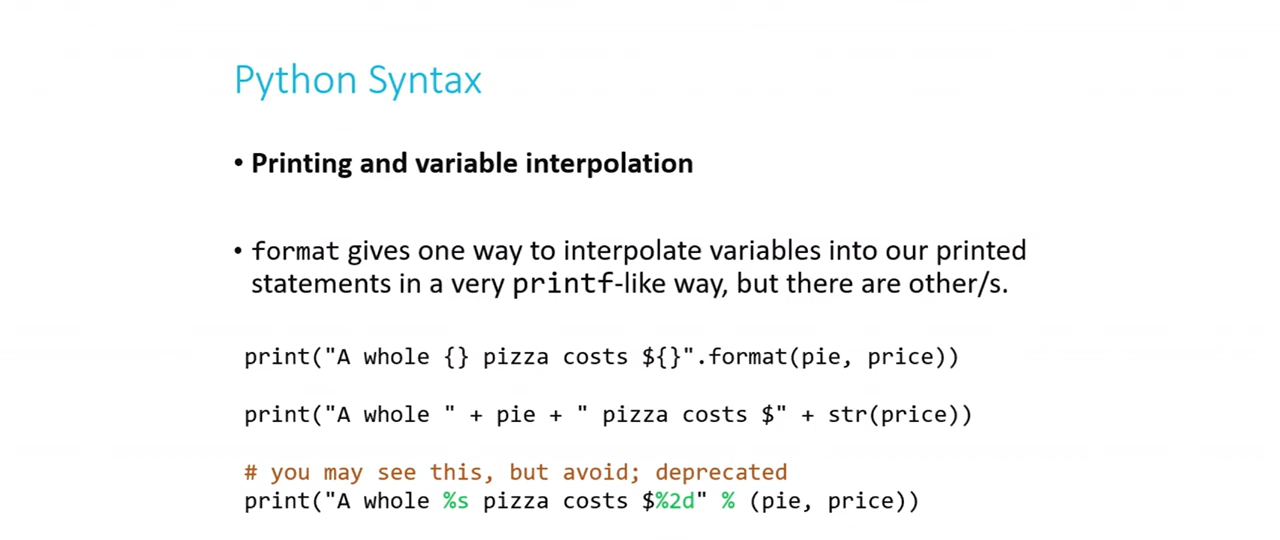 Python Syntax
• Printing and variable interpolation
• format gives one way to interpolate variables into our printed
statements in a very printf-like way, but there are other/s.
print("A whole {} pizza costs ${}".format(pie, price))
print("A whole " + pie + " pizza costs $" + str(price))
# you may see this, but avoid; deprecated
print("A whole %s pizza costs $%2d" % (pie, price))